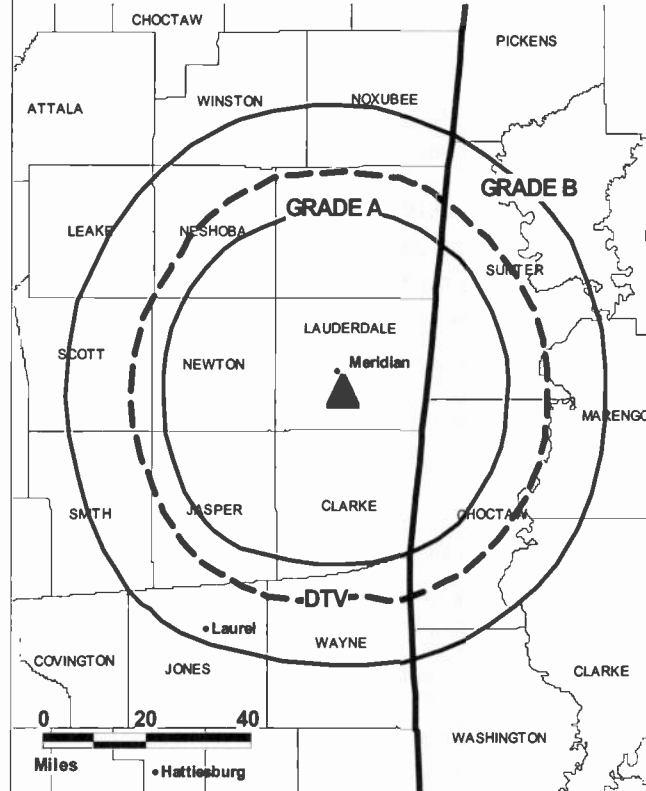 CHOCTAW
PICKENS
ATTALA
WINSTON
NOXUBEE
GRADE B
GRADE A
LEAKE
NESHOBA
SUMTER
LAUDERDALE
SCOTT
NEWTON
Meridian
MARENGO
SMITH
JASPER
CLARKE
CHOCTAW
DTV
Laurel
WAYNE
COVINGTON
JONES
CLARKE
0 20 40
WASHINGTON
Miles
Hattiesburg